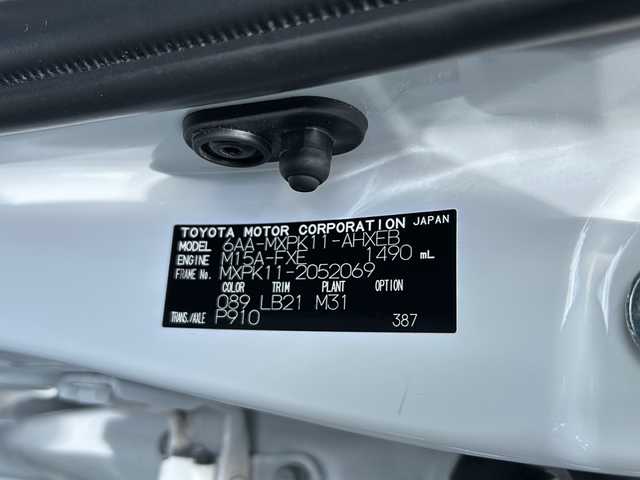 TOYOTA MOTOR CORPORATION JAPAN
MODEL 6AA-MXPK11-AHXEB
ENGINE M15A-FXE 1490 mL
FRAME No. MXPK11-2052069
COLOR TRIM PLANT OPTION
089 LB21 M31
TRANS./AXLE P910 387